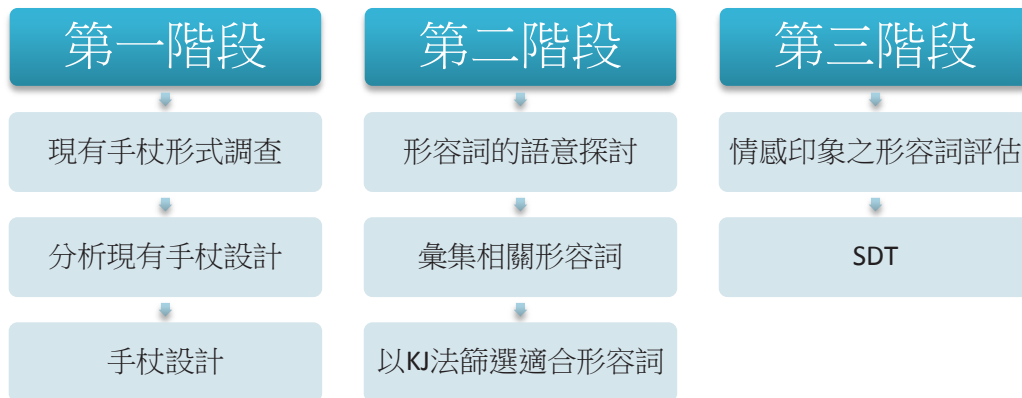 第一階段
現有手杖形式調查
分析現有手杖設計
手杖設計
第二階段
形容詞的語意探討
彙集相關形容詞
以KJ法篩選適合形容詞
第三階段
情感印象之形容詞評估
SDT